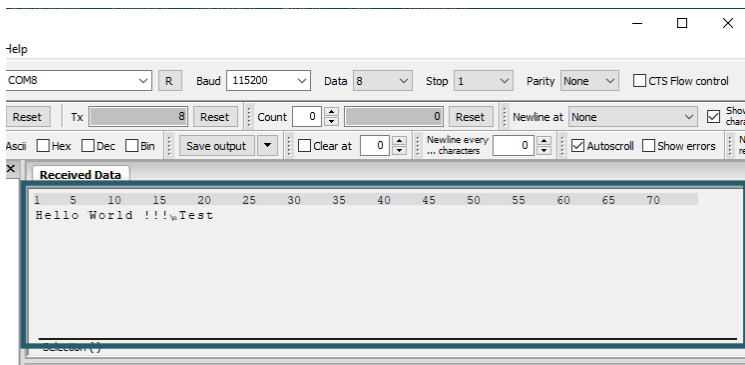 Help
COM8 R Baud 115200 Data 8 Stop 1 Parity None CTS Flow control
Reset Tx 8 Reset Count 0 0 Reset Newline at None
Ascii Hex Dec Bin Save output Clear at 0 Newline every
... characters 0 Autoscroll Show errors
Received Data
1 5 10 15 20 25 30 35 40 45 50 55 60 65 70
Hello World !!!\nTest
Selection (-)